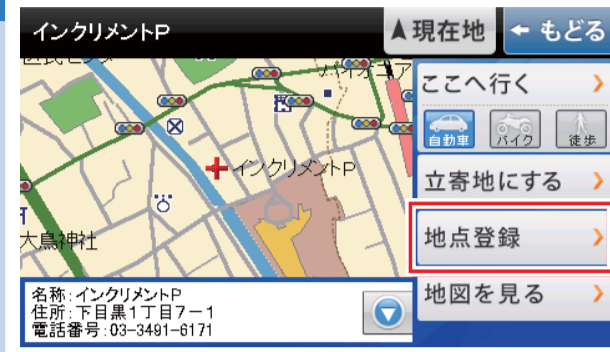 インクリメントP
現在地
もどる
ここへ行く
自動車
バイク
徒歩
立寄地にする
地点登録
地図を見る
インクリメントP
大鳥神社
名称:インクリメントP
住所:下目黒1丁目7-1
電話番号:03-3491-6171